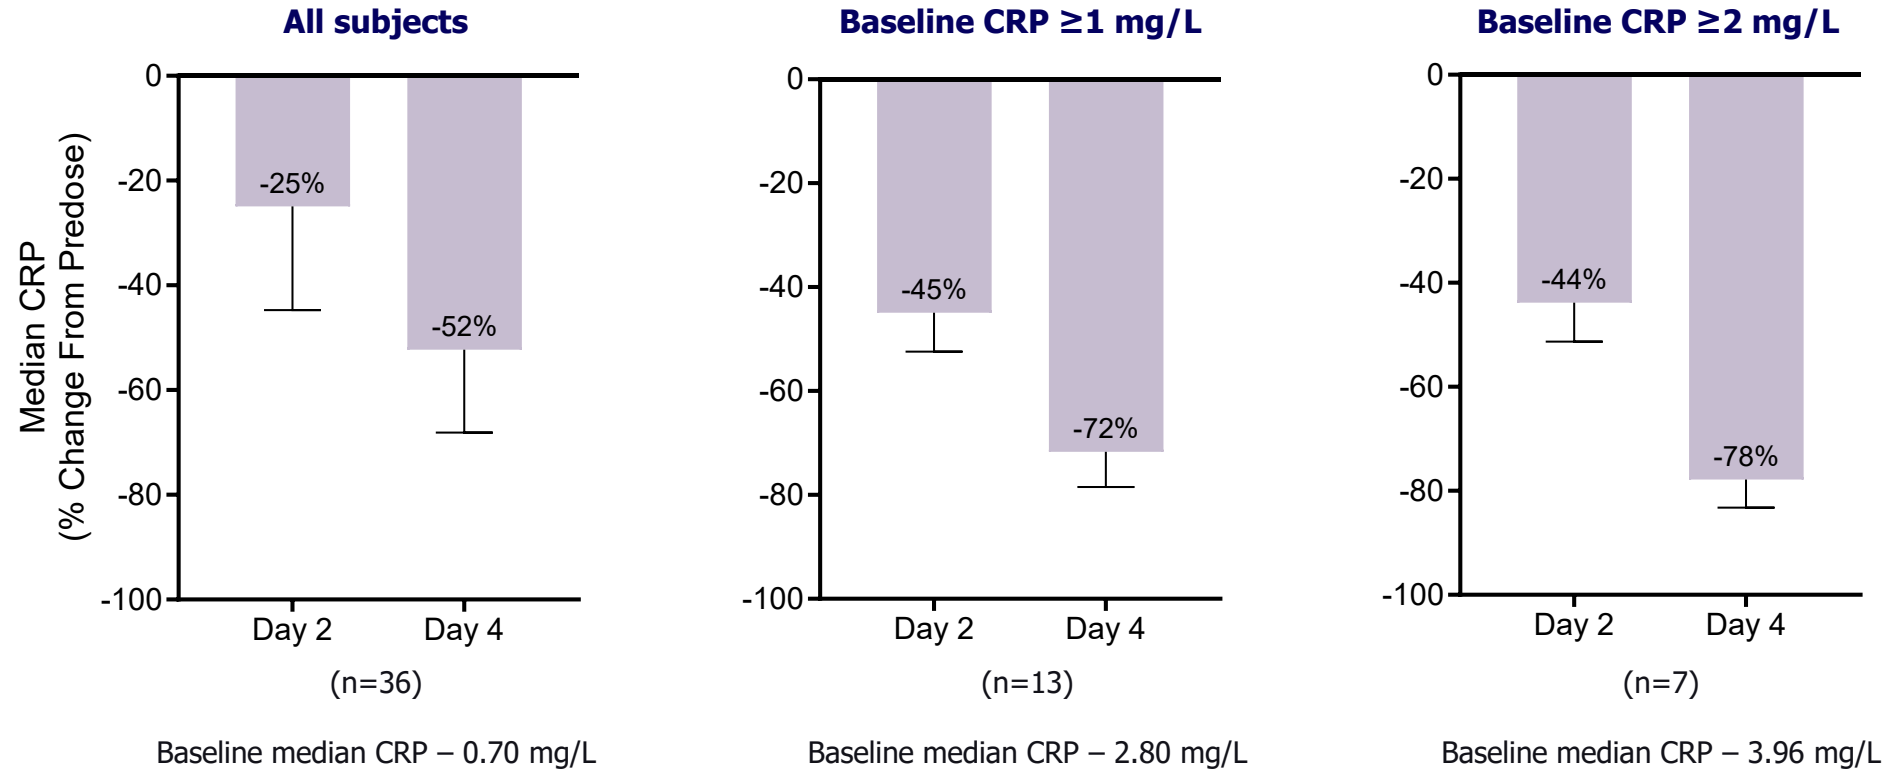 All subjects
Median CRP
(% Change From Predose)
0
-20
-40
-60
-80
-100
-25%
-52%
Day 2
Day 4
(n=36)
Baseline median CRP – 0.70 mg/L
Baseline CRP ≥1 mg/L
0
-20
-40
-60
-80
-100
-45%
-72%
Day 2
Day 4
(n=13)
Baseline median CRP – 2.80 mg/L
Baseline CRP ≥2 mg/L
0
-20
-40
-60
-80
-100
-44%
-78%
Day 2
Day 4
(n=7)
Baseline median CRP – 3.96 mg/L